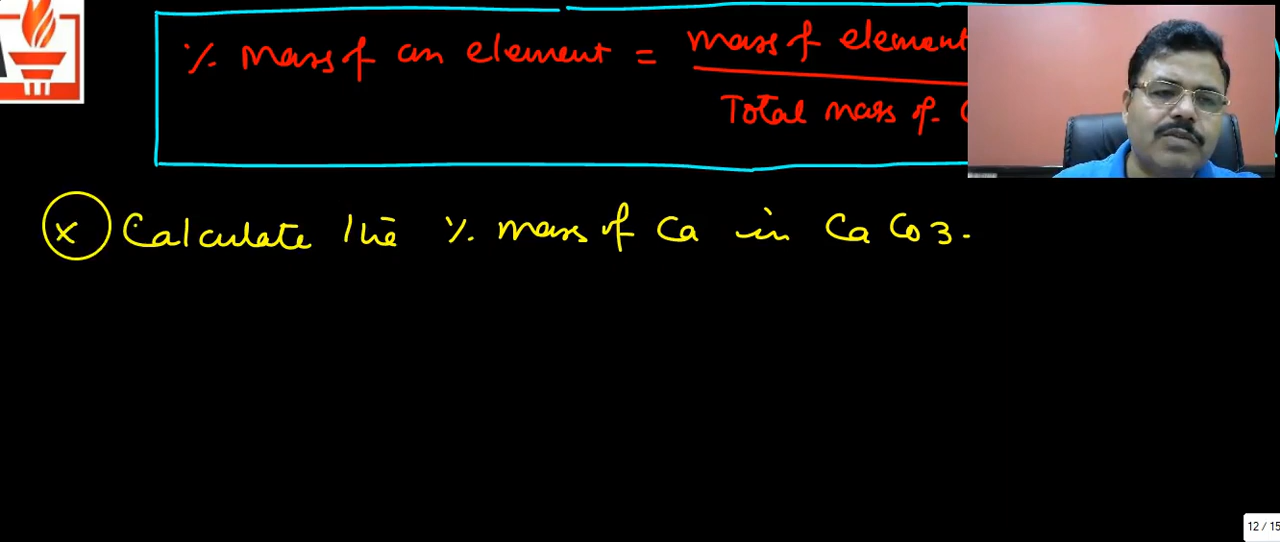 % Mass of an element = mass of element
Total mass of
x Calculate the % mass of Ca in CaCo3.
12 / 15